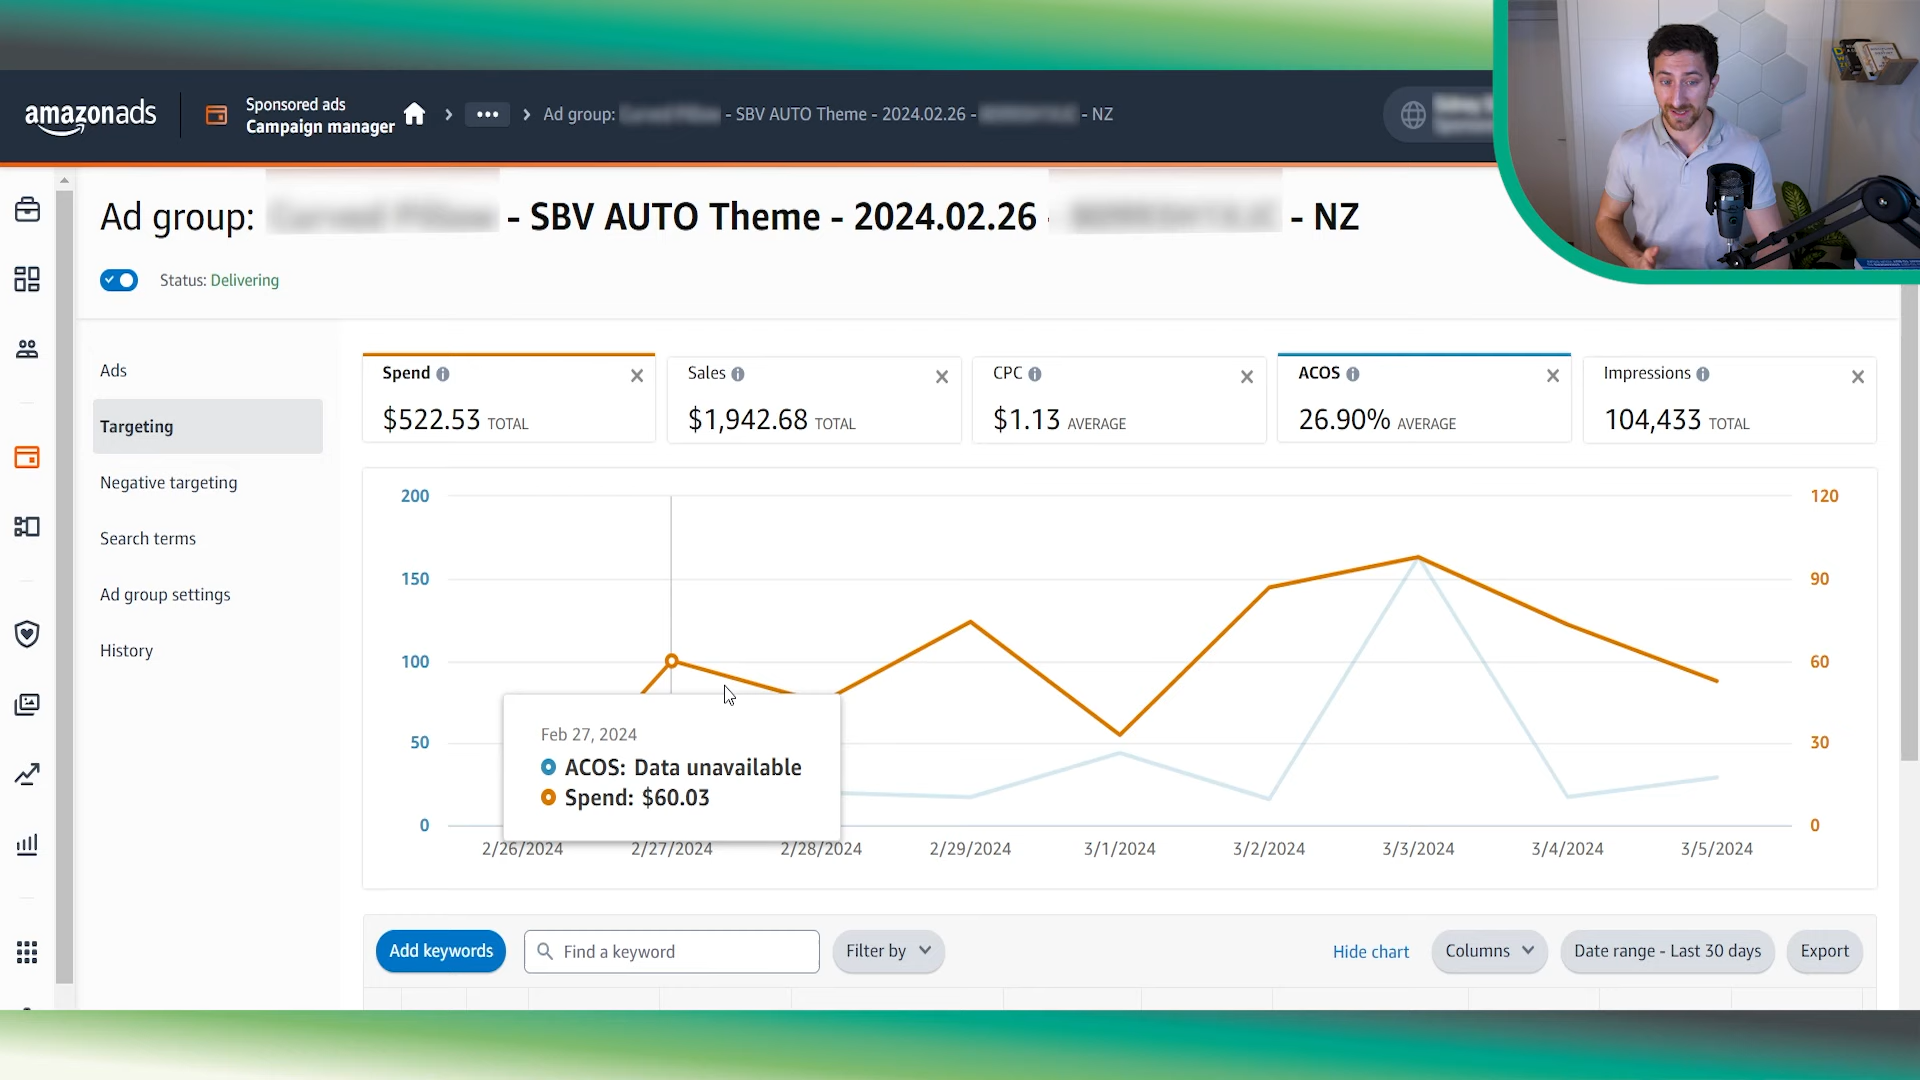 amazonads
Sponsored ads
Campaign manager
Ad group:
- SBV AUTO Theme - 2024.02.26 -
- NZ
Ad group:
- SBV AUTO Theme - 2024.02.26 -
- NZ
Status: Delivering
Ads
Targeting
Negative targeting
Search terms
Ad group settings
History
Spend
$522.53 TOTAL
Sales
$1,942.68 TOTAL
CPC
$1.13 AVERAGE
ACOS
26.90% AVERAGE
Impressions
104,433 TOTAL
200
150
100
50
0
120
90
60
30
0
Feb 27, 2024
ACOS: Data unavailable
Spend: $60.03
2/26/2024
2/27/2024
2/28/2024
2/29/2024
3/1/2024
3/2/2024
3/3/2024
3/4/2024
3/5/2024
Add keywords
Find a keyword
Filter by
Hide chart
Columns
Date range - Last 30 days
Export